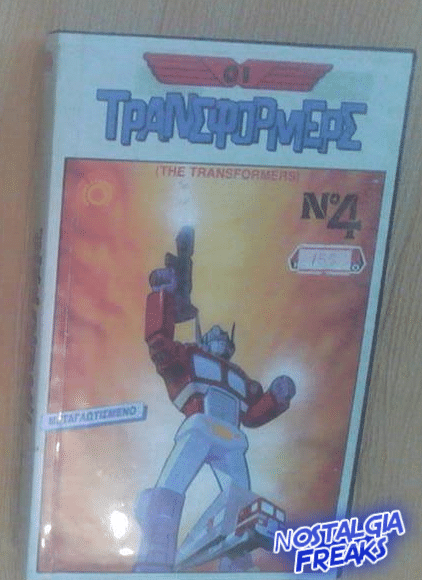 ΟΙ
ΤΡΑΝΣΦΟΡΜΕΡΣ
(THE TRANSFORMERS)
Nº4
ΜΕΤΑΓΛΩΤΙΣΜΕΝΟ
NOSTALGIA
FREAKS